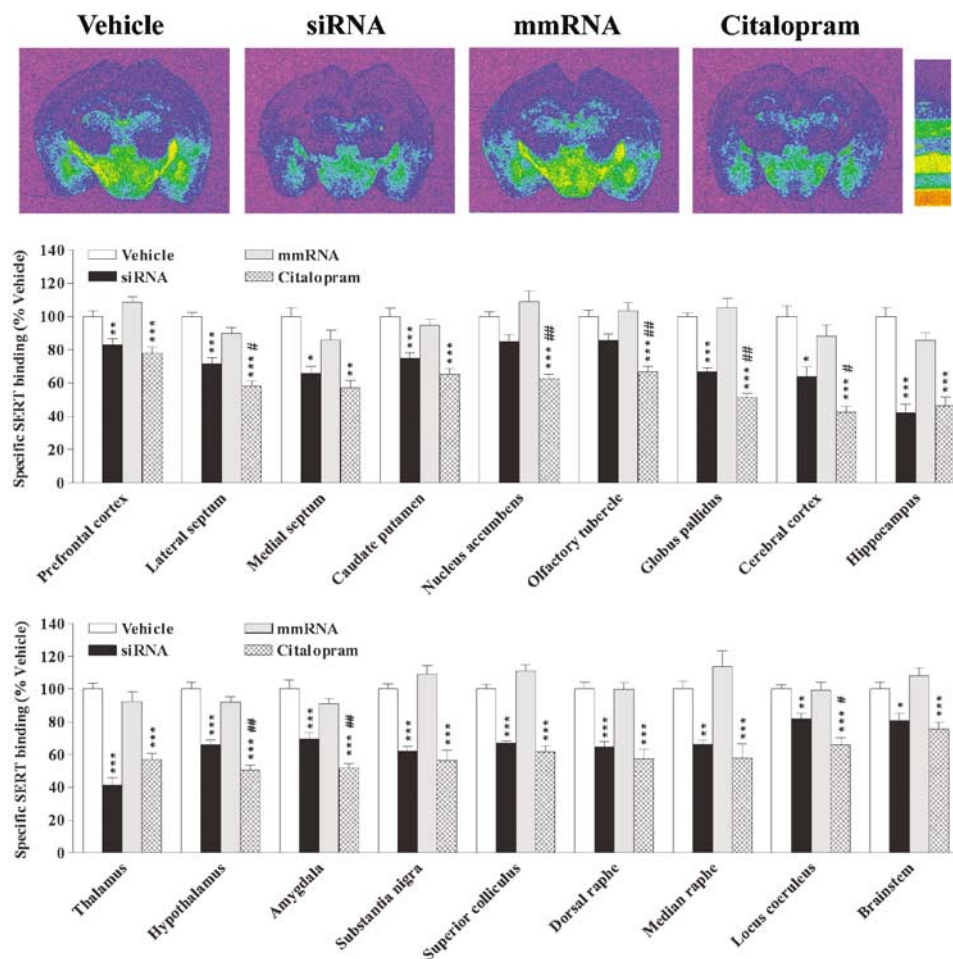 Vehicle siRNA mmRNA Citalopram
Specific SERT binding (% Vehicle)
140
120
100
80
60
40
20
0
Vehicle mmRNA
siRNA Citalopram
** *** *** *** # * ** *** *** *** ## *** ## *** *** ## * *** # *** ***
Prefrontal cortex
Lateral septum
Medial septum
Caudate putamen
Nucleus accumbens
Olfactory tubercle
Globus pallidus
Cerebral cortex
Hippocampus
Specific SERT binding (% Vehicle)
140
120
100
80
60
40
20
0
Vehicle mmRNA
siRNA Citalopram
*** *** *** *** ## *** *** ## *** *** *** *** *** *** ** *** ** *** # * ***
Thalamus
Hypothalamus
Amygdala
Substantia nigra
Superior colliculus
Dorsal raphe
Median raphe
Locus coeruleus
Brainstem